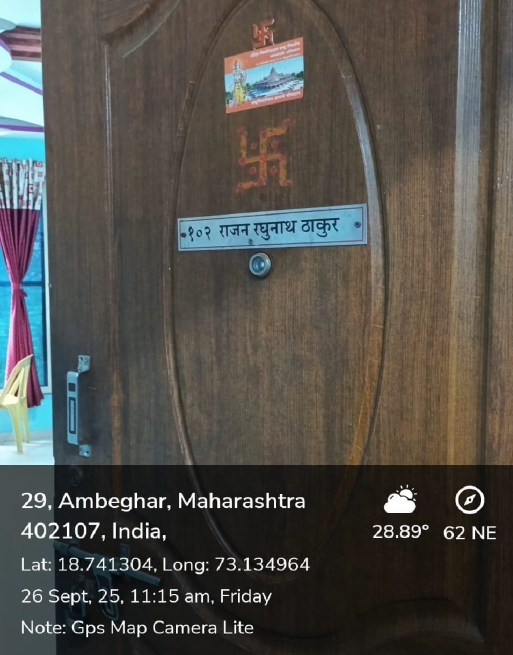 १०२ राजन रघुनाथ ठाकुर
29, Ambeghar, Maharashtra
402107, India,
28.89° 62 NE
Lat: 18.741304, Long: 73.134964
26 Sept, 25, 11:15 am, Friday
Note: Gps Map Camera Lite